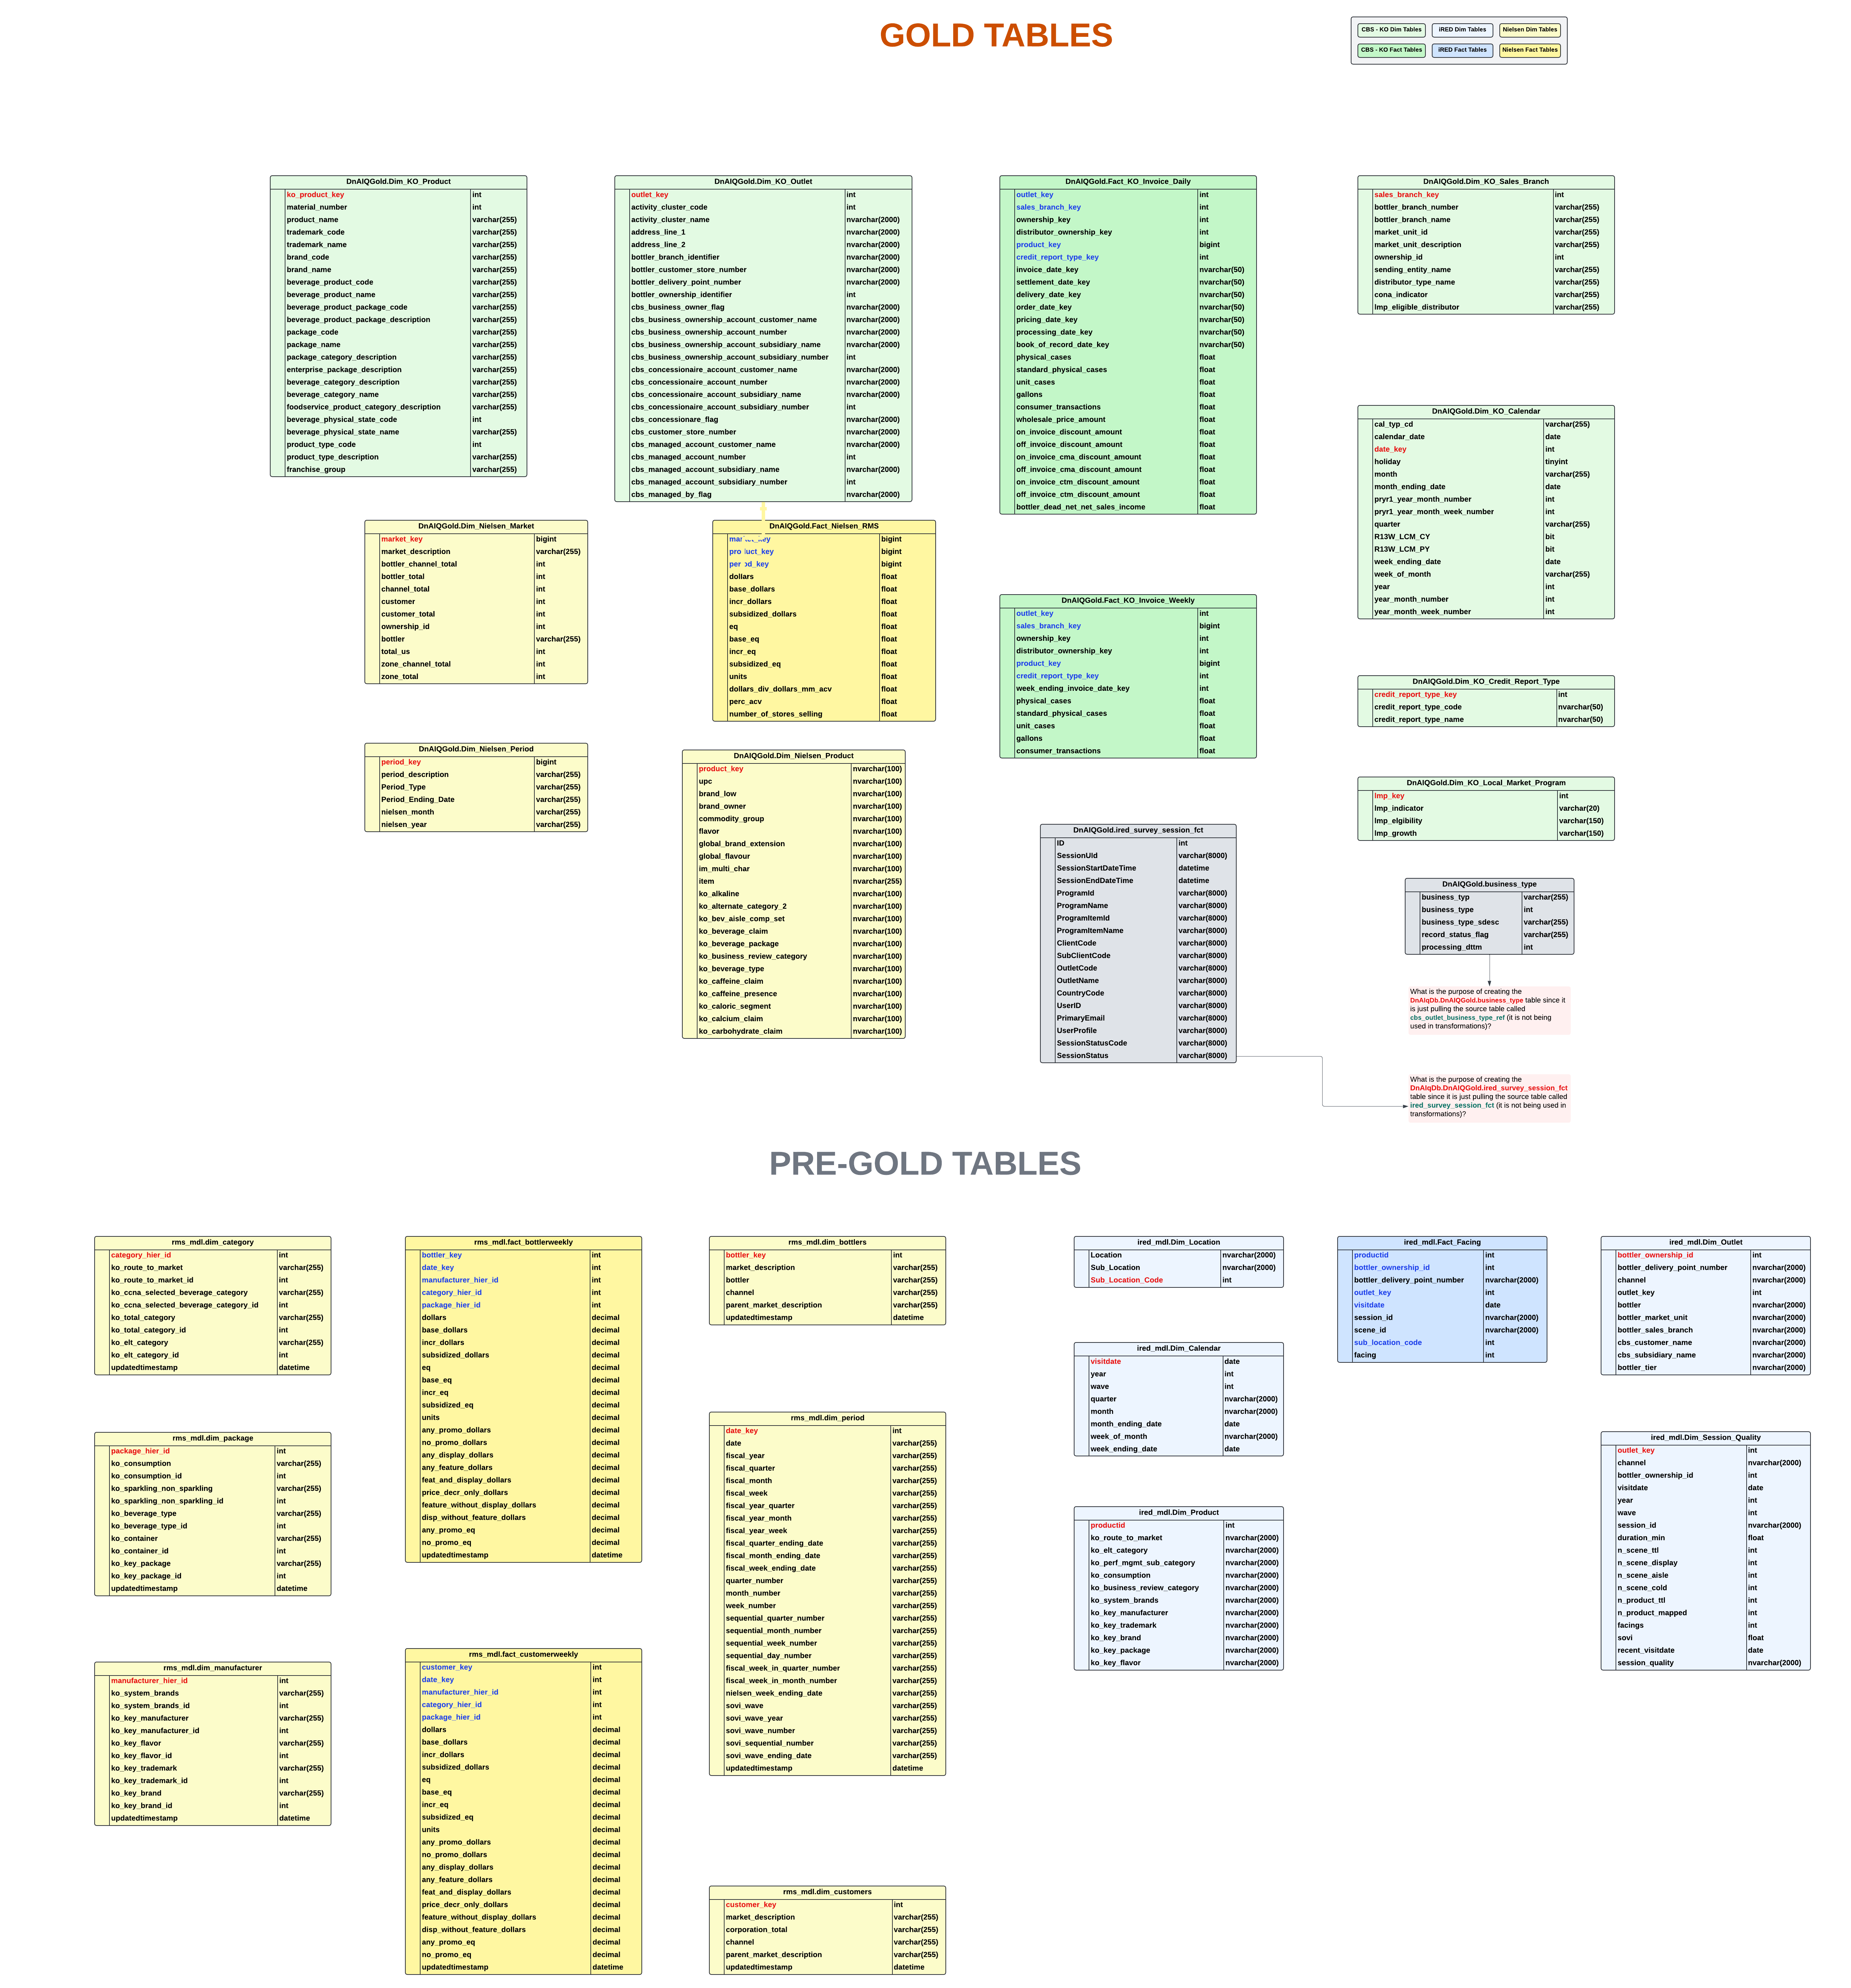 GOLD TABLES
CBS - KO Dim Tables
iRED Dim Tables
Nielsen Dim Tables
CBS - KO Fact Tables
iRED Fact Tables
Nielsen Fact Tables
DnAIQGold.Dim_KO_Product
ko_product_key int
material_number int
product_name varchar(255)
trademark_code varchar(255)
trademark_name varchar(255)
brand_code varchar(255)
brand_name varchar(255)
beverage_product_code varchar(255)
beverage_product_name varchar(255)
beverage_product_package_code varchar(255)
beverage_product_package_description varchar(255)
package_code varchar(255)
package_name varchar(255)
package_category_description varchar(255)
enterprise_package_description varchar(255)
beverage_category_description varchar(255)
beverage_category_name varchar(255)
foodservice_product_category_description varchar(255)
beverage_physical_state_code int
beverage_physical_state_name varchar(255)
product_type_code int
product_type_description varchar(255)
franchise_group varchar(255)
DnAIQGold.Dim_KO_Outlet
outlet_key int
activity_cluster_code int
activity_cluster_name nvarchar(2000)
address_line_1 nvarchar(2000)
address_line_2 nvarchar(2000)
bottler_branch_identifier nvarchar(2000)
bottler_customer_store_number nvarchar(2000)
bottler_delivery_point_number nvarchar(2000)
bottler_ownership_identifier int
cbs_business_owner_flag nvarchar(2000)
cbs_business_ownership_account_customer_name nvarchar(2000)
cbs_business_ownership_account_number nvarchar(2000)
cbs_business_ownership_account_subsidiary_name nvarchar(2000)
cbs_business_ownership_account_subsidiary_number int
cbs_concessionaire_account_customer_name nvarchar(2000)
cbs_concessionaire_account_number nvarchar(2000)
cbs_concessionaire_account_subsidiary_name nvarchar(2000)
cbs_concessionaire_account_subsidiary_number int
cbs_concessionare_flag nvarchar(2000)
cbs_customer_store_number nvarchar(2000)
cbs_managed_account_customer_name nvarchar(2000)
cbs_managed_account_number int
cbs_managed_account_subsidiary_name nvarchar(2000)
cbs_managed_account_subsidiary_number int
cbs_managed_by_flag nvarchar(2000)
DnAIQGold.Fact_KO_Invoice_Daily
outlet_key int
sales_branch_key int
ownership_key int
distributor_ownership_key int
product_key bigint
credit_report_type_key int
invoice_date_key nvarchar(50)
settlement_date_key nvarchar(50)
delivery_date_key nvarchar(50)
order_date_key nvarchar(50)
pricing_date_key nvarchar(50)
processing_date_key nvarchar(50)
book_of_record_date_key nvarchar(50)
physical_cases float
standard_physical_cases float
unit_cases float
gallons float
consumer_transactions float
wholesale_price_amount float
on_invoice_discount_amount float
off_invoice_discount_amount float
on_invoice_cma_discount_amount float
off_invoice_cma_discount_amount float
on_invoice_ctm_discount_amount float
off_invoice_ctm_discount_amount float
bottler_dead_net_net_sales_income float
DnAIQGold.Dim_KO_Sales_Branch
sales_branch_key int
bottler_branch_number varchar(255)
bottler_branch_name varchar(255)
market_unit_id varchar(255)
market_unit_description varchar(255)
ownership_id int
sending_entity_name varchar(255)
distributor_type_name varchar(255)
cona_indicator varchar(255)
lmp_eligible_distributor varchar(255)
DnAIQGold.Dim_KO_Calendar
cal_typ_cd varchar(255)
calendar_date date
date_key int
holiday tinyint
month varchar(255)
month_ending_date date
pryr1_year_month_number int
pryr1_year_month_week_number int
quarter varchar(255)
R13W_LCM_CY bit
R13W_LCM_PY bit
week_ending_date date
week_of_month varchar(255)
year int
year_month_number int
year_month_week_number int
DnAIQGold.Dim_Nielsen_Market
market_key bigint
market_description varchar(255)
bottler_channel_total int
bottler_total int
channel_total int
customer int
customer_total int
ownership_id int
bottler varchar(255)
total_us int
zone_channel_total int
zone_total int
DnAIQGold.Fact_Nielsen_RMS
bigint
bigint
bigint
dollars float
base_dollars float
incr_dollars float
subsidized_dollars float
eq float
base_eq float
incr_eq float
subsidized_eq float
units float
dollars_div_dollars_mm_acv float
perc_acv float
number_of_stores_selling float
DnAIQGold.Fact_KO_Invoice_Weekly
outlet_key int
sales_branch_key bigint
ownership_key int
distributor_ownership_key int
product_key bigint
credit_report_type_key int
week_ending_invoice_date_key int
physical_cases float
standard_physical_cases float
unit_cases float
gallons float
consumer_transactions float
DnAIQGold.Dim_KO_Credit_Report_Type
credit_report_type_key int
credit_report_type_code nvarchar(50)
credit_report_type_name nvarchar(50)
DnAIQGold.Dim_Nielsen_Period
period_key bigint
period_description varchar(255)
Period_Type varchar(255)
Period_Ending_Date varchar(255)
nielsen_month varchar(255)
nielsen_year varchar(255)
DnAIQGold.Dim_Nielsen_Product
product_key nvarchar(100)
upc nvarchar(100)
brand_low nvarchar(100)
brand_owner nvarchar(100)
commodity_group nvarchar(100)
flavor nvarchar(100)
global_brand_extension nvarchar(100)
global_flavour nvarchar(100)
im_multi_char nvarchar(100)
item nvarchar(255)
ko_alkaline nvarchar(100)
ko_alternate_category_2 nvarchar(100)
ko_bev_aisle_comp_set nvarchar(100)
ko_beverage_claim nvarchar(100)
ko_beverage_package nvarchar(100)
ko_business_review_category nvarchar(100)
ko_beverage_type nvarchar(100)
ko_caffeine_claim nvarchar(100)
ko_caffeine_presence nvarchar(100)
ko_caloric_segment nvarchar(100)
ko_calcium_claim nvarchar(100)
ko_carbohydrate_claim nvarchar(100)
DnAIQGold.Dim_KO_Local_Market_Program
lmp_key int
lmp_indicator varchar(20)
lmp_elgibility varchar(150)
lmp_growth varchar(150)
DnAIQGold.ired_survey_session_fct
ID int
SessionUId varchar(8000)
SessionStartDateTime datetime
SessionEndDateTime datetime
ProgramId varchar(8000)
ProgramName varchar(8000)
ProgramItemId varchar(8000)
ProgramItemName varchar(8000)
ClientCode varchar(8000)
SubClientCode varchar(8000)
OutletCode varchar(8000)
OutletName varchar(8000)
CountryCode varchar(8000)
UserID varchar(8000)
PrimaryEmail varchar(8000)
UserProfile varchar(8000)
SessionStatusCode varchar(8000)
SessionStatus varchar(8000)
DnAIQGold.business_type
business_typ varchar(255)
business_type int
business_type_sdesc varchar(255)
record_status_flag varchar(255)
processing_dttm int
What is the purpose of creating the
DnAIqDb.DnAIQGold.business_type table since it
is just pulling the source table called
cbs_outlet_business_type_ref (it is not being
used in transformations)?
What is the purpose of creating the
DnAIqDb.DnAIQGold.ired_survey_session_fct
table since it is just pulling the source table called
ired_survey_session_fct (it is not being used in
transformations)?
PRE-GOLD TABLES
rms_mdl.dim_category
category_hier_id int
ko_route_to_market varchar(255)
ko_route_to_market_id int
ko_ccna_selected_beverage_category varchar(255)
ko_ccna_selected_beverage_category_id int
ko_total_category varchar(255)
ko_total_category_id int
ko_elt_category varchar(255)
ko_elt_category_id int
updatedtimestamp datetime
rms_mdl.fact_bottlerweekly
bottler_key int
date_key int
manufacturer_hier_id int
category_hier_id int
package_hier_id int
dollars decimal
base_dollars decimal
incr_dollars decimal
subsidized_dollars decimal
eq decimal
base_eq decimal
incr_eq decimal
subsidized_eq decimal
units decimal
any_promo_dollars decimal
no_promo_dollars decimal
any_display_dollars decimal
any_feature_dollars decimal
feat_and_display_dollars decimal
price_decr_only_dollars decimal
feature_without_display_dollars decimal
disp_without_feature_dollars decimal
any_promo_eq decimal
no_promo_eq decimal
updatedtimestamp datetime
rms_mdl.dim_bottlers
bottler_key int
market_description varchar(255)
bottler varchar(255)
channel varchar(255)
parent_market_description varchar(255)
updatedtimestamp datetime
ired_mdl.Dim_Location
Location nvarchar(2000)
Sub_Location nvarchar(2000)
Sub_Location_Code int
ired_mdl.Fact_Facing
productid int
bottler_ownership_id int
bottler_delivery_point_number nvarchar(2000)
outlet_key int
visitdate date
session_id nvarchar(2000)
scene_id nvarchar(2000)
sub_location_code int
facing int
ired_mdl.Dim_Outlet
bottler_ownership_id int
bottler_delivery_point_number nvarchar(2000)
channel nvarchar(2000)
outlet_key int
bottler nvarchar(2000)
bottler_market_unit nvarchar(2000)
bottler_sales_branch nvarchar(2000)
cbs_customer_name nvarchar(2000)
cbs_subsidiary_name nvarchar(2000)
bottler_tier nvarchar(2000)
ired_mdl.Dim_Calendar
visitdate date
year int
wave int
quarter nvarchar(2000)
month nvarchar(2000)
month_ending_date date
week_of_month nvarchar(2000)
week_ending_date date
rms_mdl.dim_package
package_hier_id int
ko_consumption varchar(255)
ko_consumption_id int
ko_sparkling_non_sparkling varchar(255)
ko_sparkling_non_sparkling_id int
ko_beverage_type varchar(255)
ko_beverage_type_id int
ko_container varchar(255)
ko_container_id int
ko_key_package varchar(255)
ko_key_package_id int
updatedtimestamp datetime
rms_mdl.dim_period
date_key int
date varchar(255)
fiscal_year varchar(255)
fiscal_quarter varchar(255)
fiscal_month varchar(255)
fiscal_week varchar(255)
fiscal_year_quarter varchar(255)
fiscal_year_month varchar(255)
fiscal_year_week varchar(255)
fiscal_quarter_ending_date varchar(255)
fiscal_month_ending_date varchar(255)
fiscal_week_ending_date varchar(255)
quarter_number varchar(255)
month_number varchar(255)
week_number varchar(255)
sequential_quarter_number varchar(255)
sequential_month_number varchar(255)
sequential_week_number varchar(255)
sequential_day_number varchar(255)
fiscal_week_in_quarter_number varchar(255)
fiscal_week_in_month_number varchar(255)
nielsen_week_ending_date varchar(255)
sovi_wave varchar(255)
sovi_wave_year varchar(255)
sovi_wave_number varchar(255)
sovi_sequential_number varchar(255)
sovi_wave_ending_date varchar(255)
updatedtimestamp datetime
ired_mdl.Dim_Session_Quality
outlet_key int
channel nvarchar(2000)
bottler_ownership_id int
visitdate date
year int
wave int
session_id nvarchar(2000)
duration_min float
n_scene_ttl int
n_scene_display int
n_scene_aisle int
n_scene_cold int
n_product_ttl int
n_product_mapped int
facings int
sovi float
recent_visitdate date
session_quality nvarchar(2000)
ired_mdl.Dim_Product
productid int
ko_route_to_market nvarchar(2000)
ko_elt_category nvarchar(2000)
ko_perf_mgmt_sub_category nvarchar(2000)
ko_consumption nvarchar(2000)
ko_business_review_category nvarchar(2000)
ko_system_brands nvarchar(2000)
ko_key_manufacturer nvarchar(2000)
ko_key_trademark nvarchar(2000)
ko_key_brand nvarchar(2000)
ko_key_package nvarchar(2000)
ko_key_flavor nvarchar(2000)
rms_mdl.dim_manufacturer
manufacturer_hier_id int
ko_system_brands varchar(255)
ko_system_brands_id int
ko_key_manufacturer varchar(255)
ko_key_manufacturer_id int
ko_key_flavor varchar(255)
ko_key_flavor_id int
ko_key_trademark varchar(255)
ko_key_trademark_id int
ko_key_brand varchar(255)
ko_key_brand_id int
updatedtimestamp datetime
rms_mdl.fact_customerweekly
customer_key int
date_key int
manufacturer_hier_id int
category_hier_id int
package_hier_id int
dollars decimal
base_dollars decimal
incr_dollars decimal
subsidized_dollars decimal
eq decimal
base_eq decimal
incr_eq decimal
subsidized_eq decimal
units decimal
any_promo_dollars decimal
no_promo_dollars decimal
any_display_dollars decimal
any_feature_dollars decimal
feat_and_display_dollars decimal
price_decr_only_dollars decimal
feature_without_display_dollars decimal
disp_without_feature_dollars decimal
any_promo_eq decimal
no_promo_eq decimal
updatedtimestamp datetime
rms_mdl.dim_customers
customer_key int
market_description varchar(255)
corporation_total varchar(255)
channel varchar(255)
parent_market_description varchar(255)
updatedtimestamp datetime